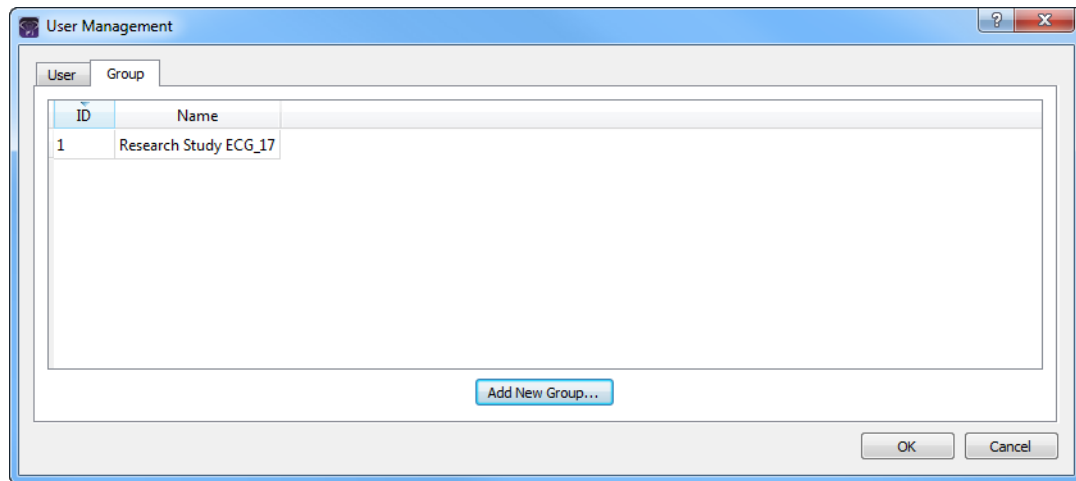 User Management
User Group
ID Name
1 Research Study ECG_17
Add New Group...
OK Cancel